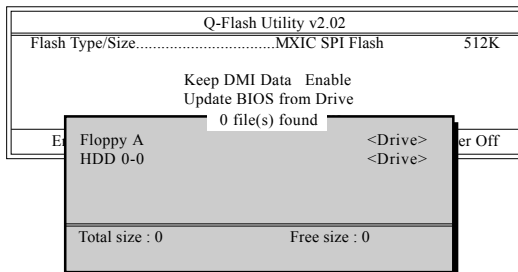 Q-Flash Utility v2.02
Flash Type/Size.................................MXIC SPI Flash 512K
Keep DMI Data Enable
Update BIOS from Drive
0 file(s) found
Floppy A <Drive>
HDD 0-0 <Drive>
Total size : 0 Free size : 0